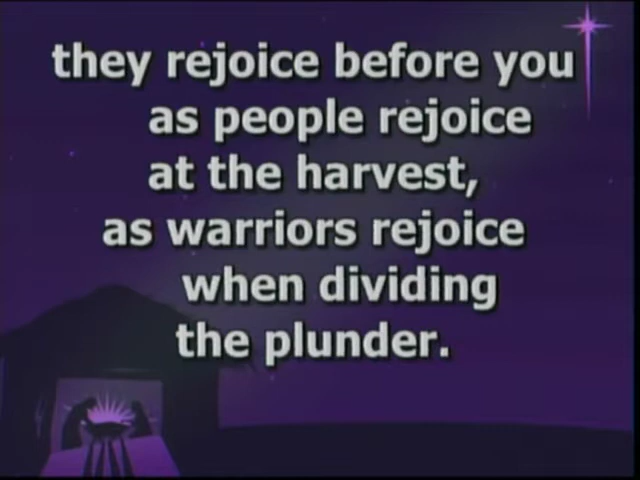 they rejoice before you
as people rejoice
at the harvest,
as warriors rejoice
when dividing
the plunder.